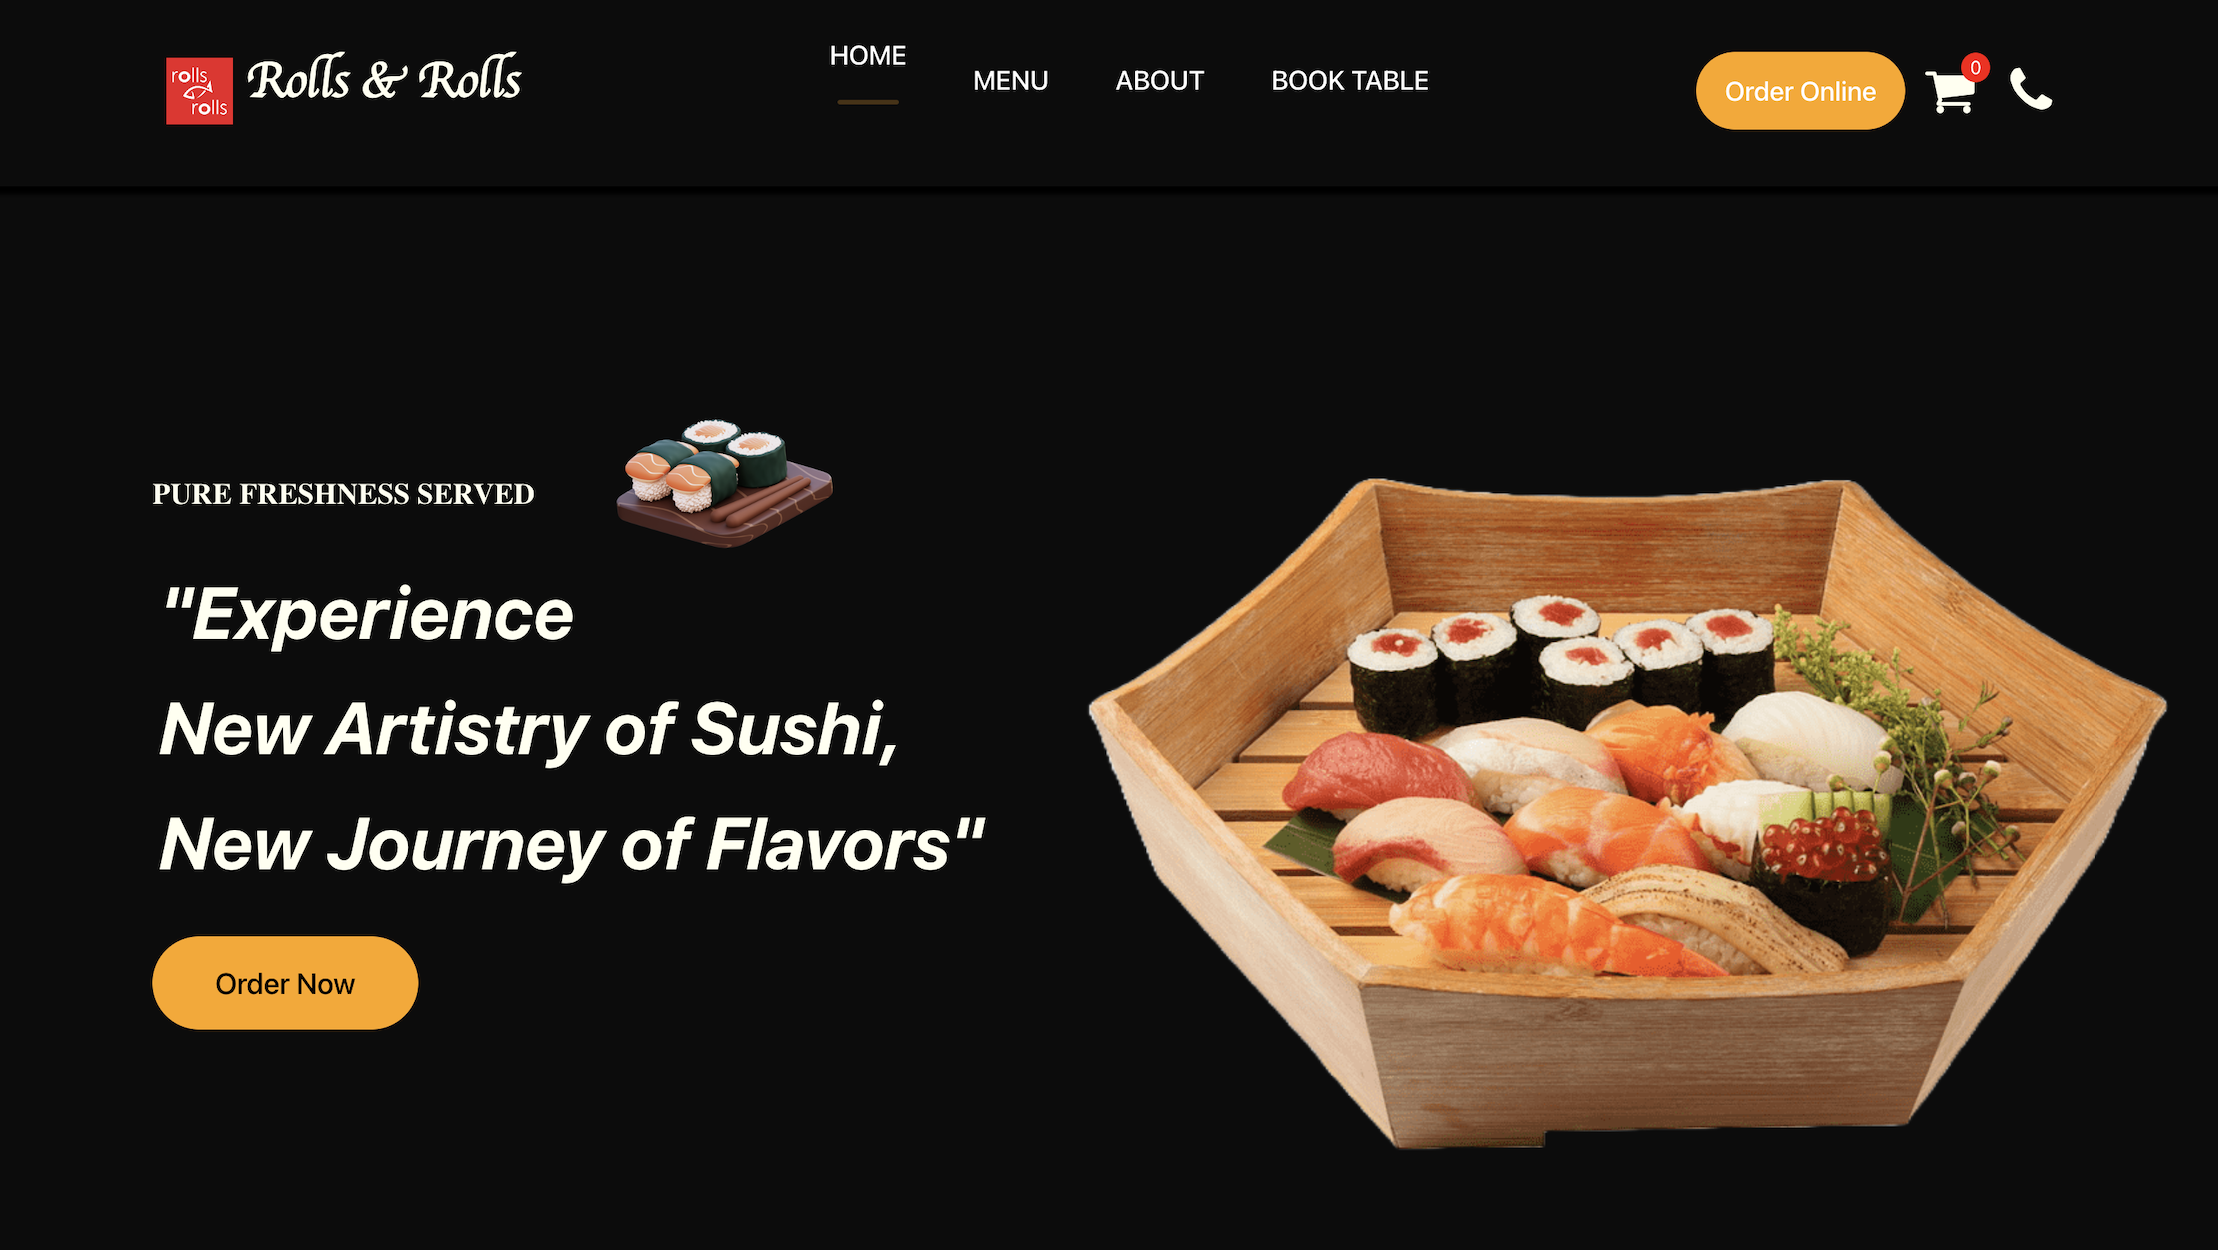 rolls
rolls
Rolls & Rolls
HOME
MENU
ABOUT
BOOK TABLE
Order Online
0
PURE FRESHNESS SERVED
"Experience
New Artistry of Sushi,
New Journey of Flavors"
Order Now